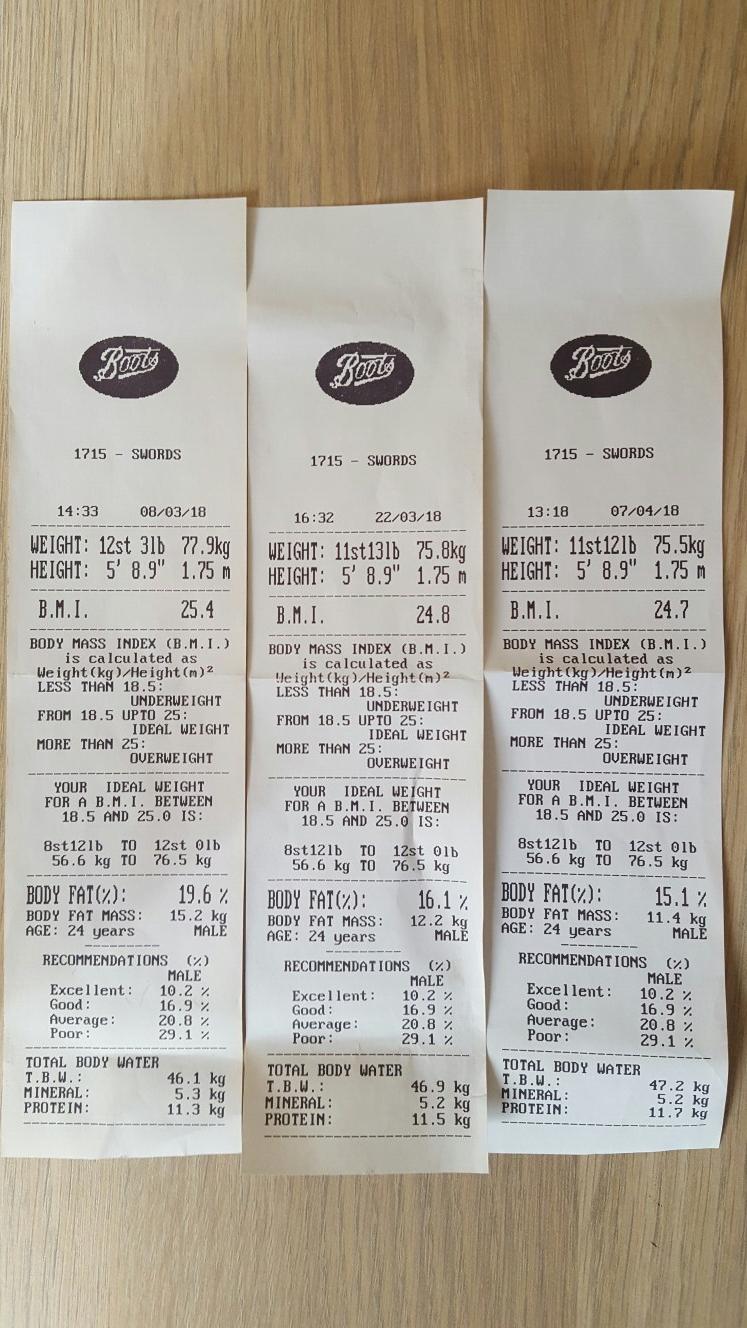 Boots
1715 - SWORDS
14:33 08/03/18
WEIGHT: 12st 3lb 77.9kg
HEIGHT: 5' 8.9" 1.75 m
B.M.I. 25.4
BODY MASS INDEX (B.M.I.)
is calculated as
Weight(kg)/Height(m)²
LESS THAN 18.5:
UNDERWEIGHT
FROM 18.5 UPTO 25:
IDEAL WEIGHT
MORE THAN 25:
OVERWEIGHT
YOUR IDEAL WEIGHT
FOR A B.M.I. BETWEEN
18.5 AND 25.0 IS:
8st12lb TO 12st 0lb
56.6 kg TO 76.5 kg
BODY FAT(%): 19.6 %
BODY FAT MASS: 15.2 kg
AGE: 24 years MALE
RECOMMENDATIONS (%)
MALE
Excellent: 10.2 %
Good: 16.9 %
Average: 20.8 %
Poor: 29.1 %
TOTAL BODY WATER
T.B.W.: 46.1 kg
MINERAL: 5.3 kg
PROTEIN: 11.3 kg
Boots
1715 - SWORDS
16:32 22/03/18
WEIGHT: 11st13lb 75.8kg
HEIGHT: 5' 8.9" 1.75 m
B.M.I. 24.8
BODY MASS INDEX (B.M.I.)
is calculated as
Weight(kg)/Height(m)²
LESS THAN 18.5:
UNDERWEIGHT
FROM 18.5 UPTO 25:
IDEAL WEIGHT
MORE THAN 25:
OVERWEIGHT
YOUR IDEAL WEIGHT
FOR A B.M.I. BETWEEN
18.5 AND 25.0 IS:
8st12lb TO 12st 0lb
56.6 kg TO 76.5 kg
BODY FAT(%): 16.1 %
BODY FAT MASS: 12.2 kg
AGE: 24 years MALE
RECOMMENDATIONS (%)
MALE
Excellent: 10.2 %
Good: 16.9 %
Average: 20.8 %
Poor: 29.1 %
TOTAL BODY WATER
T.B.W.: 46.9 kg
MINERAL: 5.2 kg
PROTEIN: 11.5 kg
Boots
1715 - SWORDS
13:18 07/04/18
WEIGHT: 11st12lb 75.5kg
HEIGHT: 5' 8.9" 1.75 m
B.M.I. 24.7
BODY MASS INDEX (B.M.I.)
is calculated as
Weight(kg)/Height(m)²
LESS THAN 18.5:
UNDERWEIGHT
FROM 18.5 UPTO 25:
IDEAL WEIGHT
MORE THAN 25:
OVERWEIGHT
YOUR IDEAL WEIGHT
FOR A B.M.I. BETWEEN
18.5 AND 25.0 IS:
8st12lb TO 12st 0lb
56.6 kg TO 76.5 kg
BODY FAT(%): 15.1 %
BODY FAT MASS: 11.4 kg
AGE: 24 years MALE
RECOMMENDATIONS (%)
MALE
Excellent: 10.2 %
Good: 16.9 %
Average: 20.8 %
Poor: 29.1 %
TOTAL BODY WATER
T.B.W.: 47.2 kg
MINERAL: 5.2 kg
PROTEIN: 11.7 kg